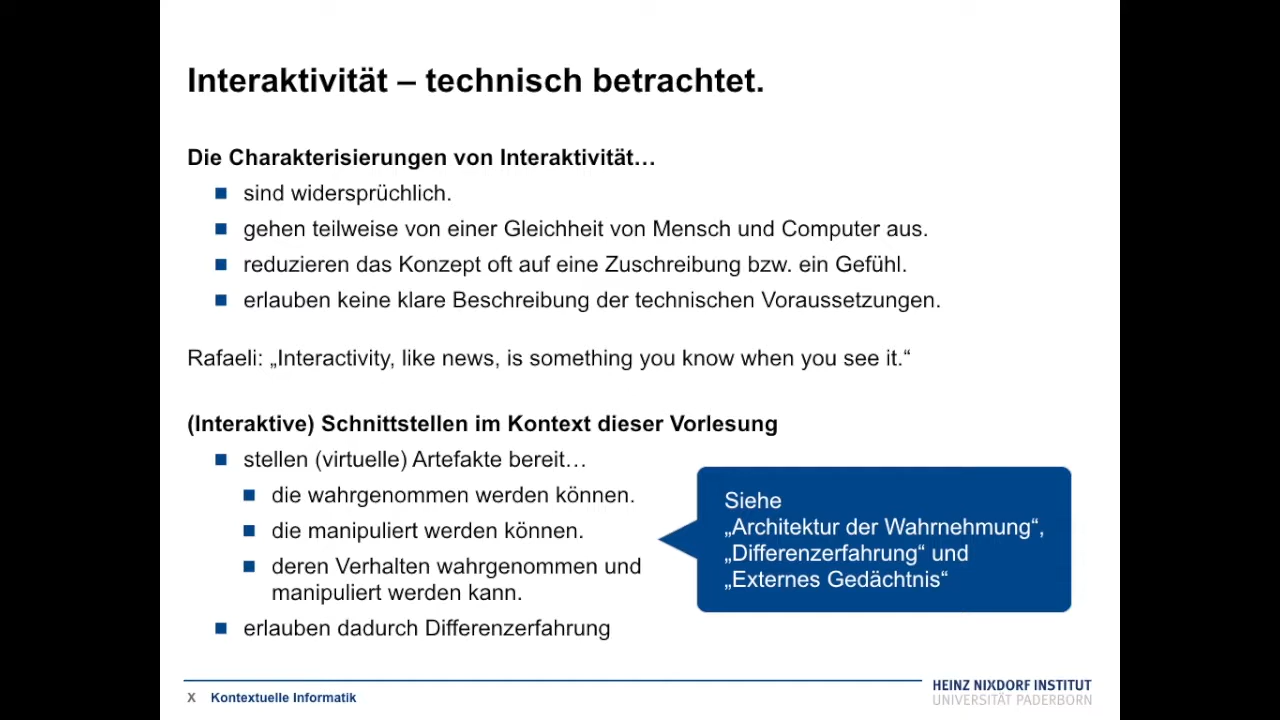 Interaktivität – technisch betrachtet.
Die Charakterisierungen von Interaktivität…
sind widersprüchlich.
gehen teilweise von einer Gleichheit von Mensch und Computer aus.
reduzieren das Konzept oft auf eine Zuschreibung bzw. ein Gefühl.
erlauben keine klare Beschreibung der technischen Voraussetzungen.
Rafaeli: „Interactivity, like news, is something you know when you see it.“
(Interaktive) Schnittstellen im Kontext dieser Vorlesung
stellen (virtuelle) Artefakte bereit…
die wahrgenommen werden können.
die manipuliert werden können.
deren Verhalten wahrgenommen und
manipuliert werden kann.
erlauben dadurch Differenzerfahrung
Siehe
„Architektur der Wahrnehmung“,
„Differenzerfahrung“ und
„Externes Gedächtnis“
X Kontextuelle Informatik
HEINZ NIXDORF INSTITUT
UNIVERSITÄT PADERBORN